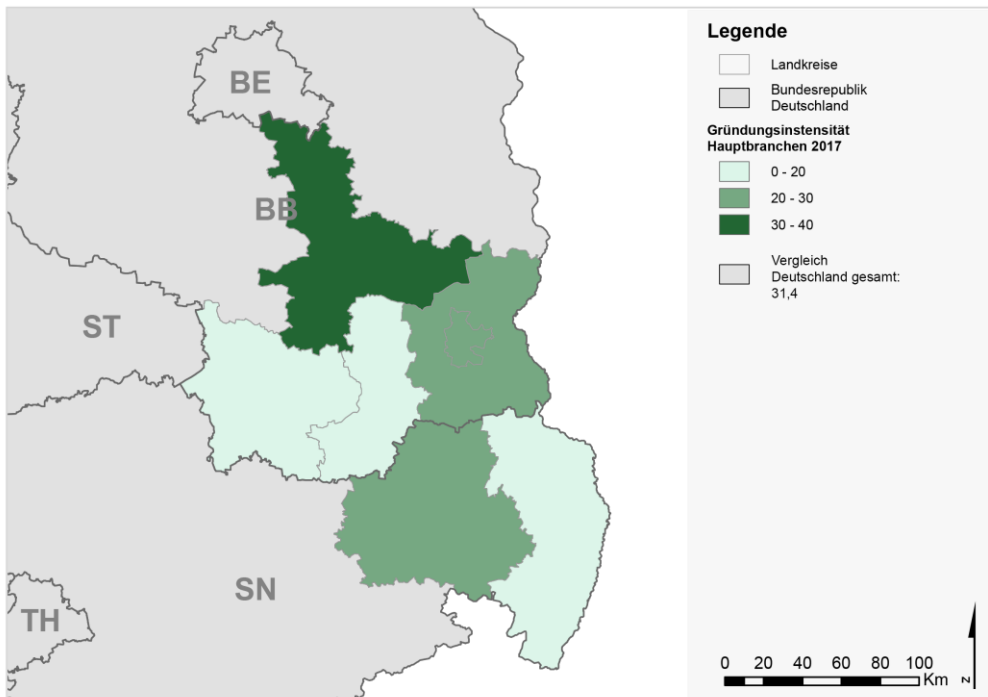 BE
BB
ST
SN
TH
Legende
Landkreise
Bundesrepublik
Deutschland
Gründungsinstensität
Hauptbranchen 2017
0 - 20
20 - 30
30 - 40
Vergleich
Deutschland gesamt:
31,4
0 20 40 60 80 100
Km
N